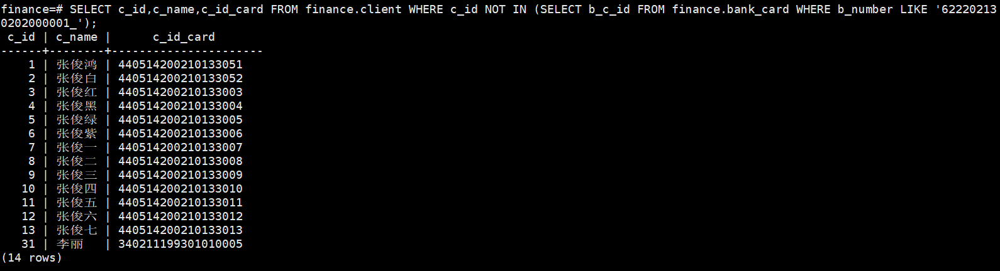 finance=# SELECT c_id,c_name,c_id_card FROM finance.client WHERE c_id NOT IN (SELECT b_c_id FROM finance.bank_card WHERE b_number LIKE '62220213
0202000001_');
 c_id | c_name |      c_id_card
------+--------+----------------------
    1 | 张俊鸿 | 440514200210133051
    2 | 张俊白 | 440514200210133052
    3 | 张俊红 | 440514200210133003
    4 | 张俊黑 | 440514200210133004
    5 | 张俊绿 | 440514200210133005
    6 | 张俊紫 | 440514200210133006
    7 | 张俊一 | 440514200210133007
    8 | 张俊二 | 440514200210133008
    9 | 张俊三 | 440514200210133009
   10 | 张俊四 | 440514200210133010
   11 | 张俊五 | 440514200210133011
   12 | 张俊六 | 440514200210133012
   13 | 张俊七 | 440514200210133013
   31 | 李丽   | 340211199301010005
(14 rows)